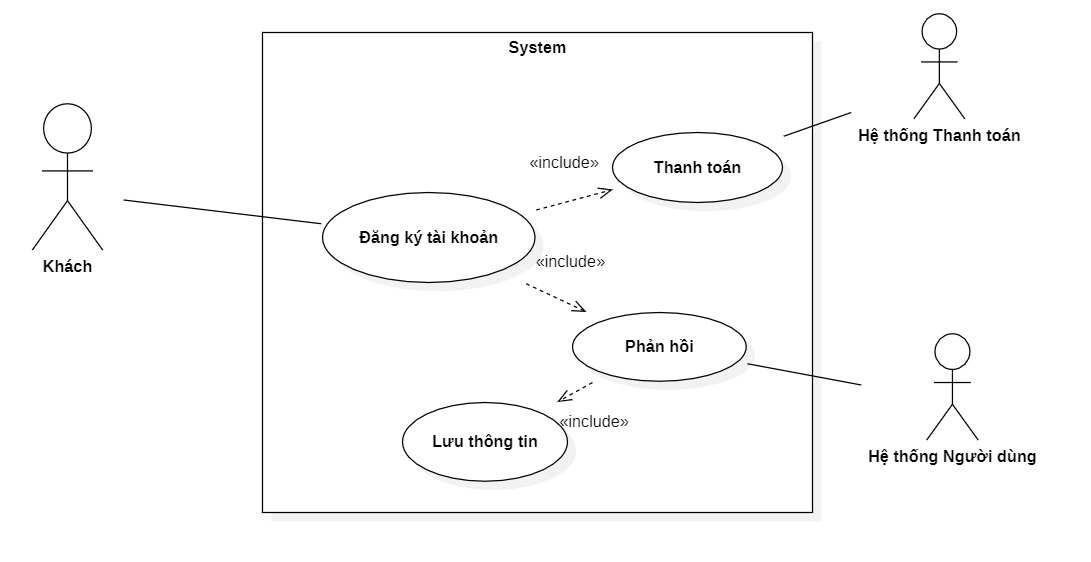 System
Hệ thống Thanh toán
«include»
Thanh toán
Khách
Đăng ký tài khoản
«include»
Phản hồi
«include»
Lưu thông tin
Hệ thống Người dùng